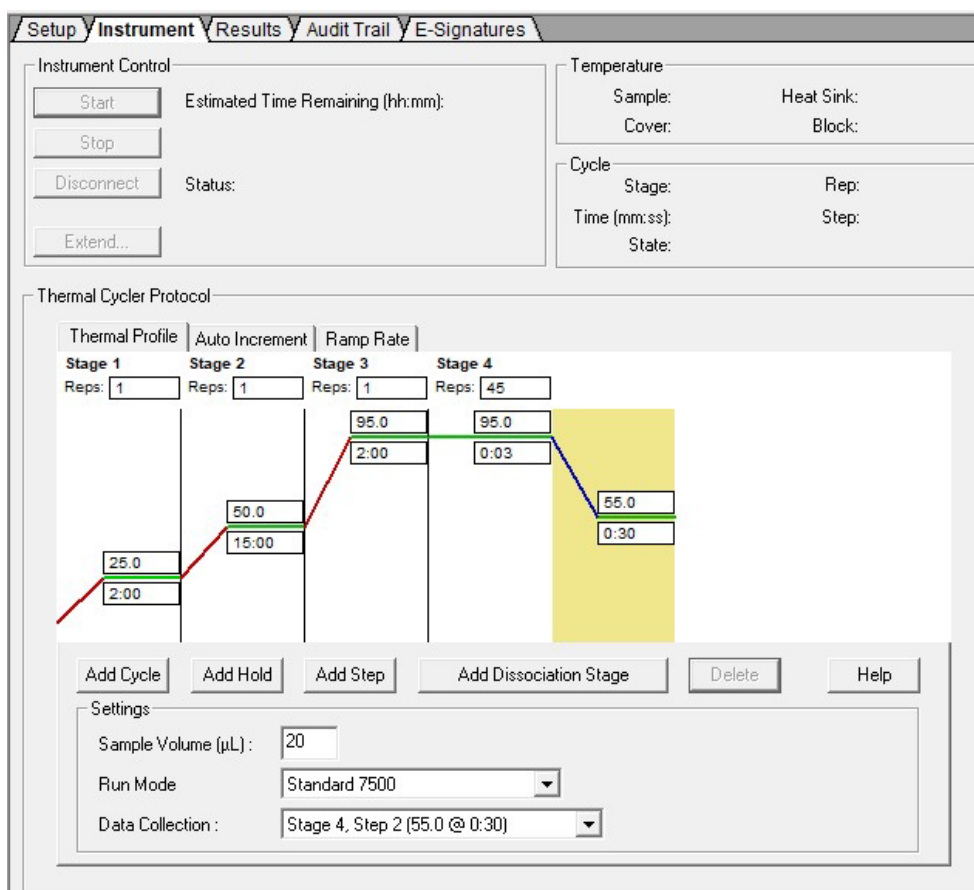 Setup Instrument Results Audit Trail E-Signatures
Instrument Control
Start Estimated Time Remaining (hh:mm):
Stop
Disconnect Status:
Extend...
Temperature
Sample: Heat Sink:
Cover: Block:
Cycle
Stage: Rep:
Time (mm:ss): Step:
State:
Thermal Cycler Protocol
Thermal Profile Auto Increment Ramp Rate
Stage 1 Stage 2 Stage 3 Stage 4
Reps: 1 Reps: 1 Reps: 1 Reps: 45
95.0 95.0
2:00 0:03
50.0 55.0
15:00 0:30
25.0
2:00
Add Cycle Add Hold Add Step Add Dissociation Stage Delete Help
Settings
Sample Volume (µL) : 20
Run Mode Standard 7500
Data Collection : Stage 4, Step 2 (55.0 @ 0:30)